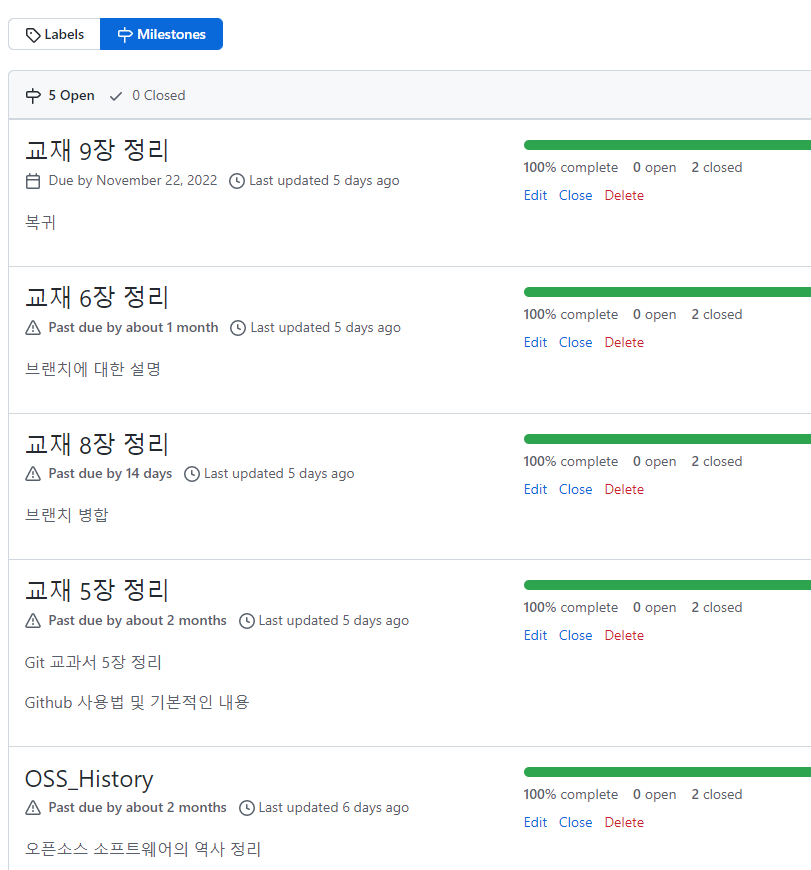 Labels Milestones
5 Open 0 Closed
교재 9장 정리
Due by November 22, 2022 Last updated 5 days ago
복귀
100% complete 0 open 2 closed
Edit Close Delete
교재 6장 정리
Past due by about 1 month Last updated 5 days ago
브랜치에 대한 설명
100% complete 0 open 2 closed
Edit Close Delete
교재 8장 정리
Past due by 14 days Last updated 5 days ago
브랜치 병합
100% complete 0 open 2 closed
Edit Close Delete
교재 5장 정리
Past due by about 2 months Last updated 5 days ago
Git 교과서 5장 정리
Github 사용법 및 기본적인 내용
100% complete 0 open 2 closed
Edit Close Delete
OSS_History
Past due by about 2 months Last updated 6 days ago
오픈소스 소프트웨어의 역사 정리
100% complete 0 open 2 closed
Edit Close Delete